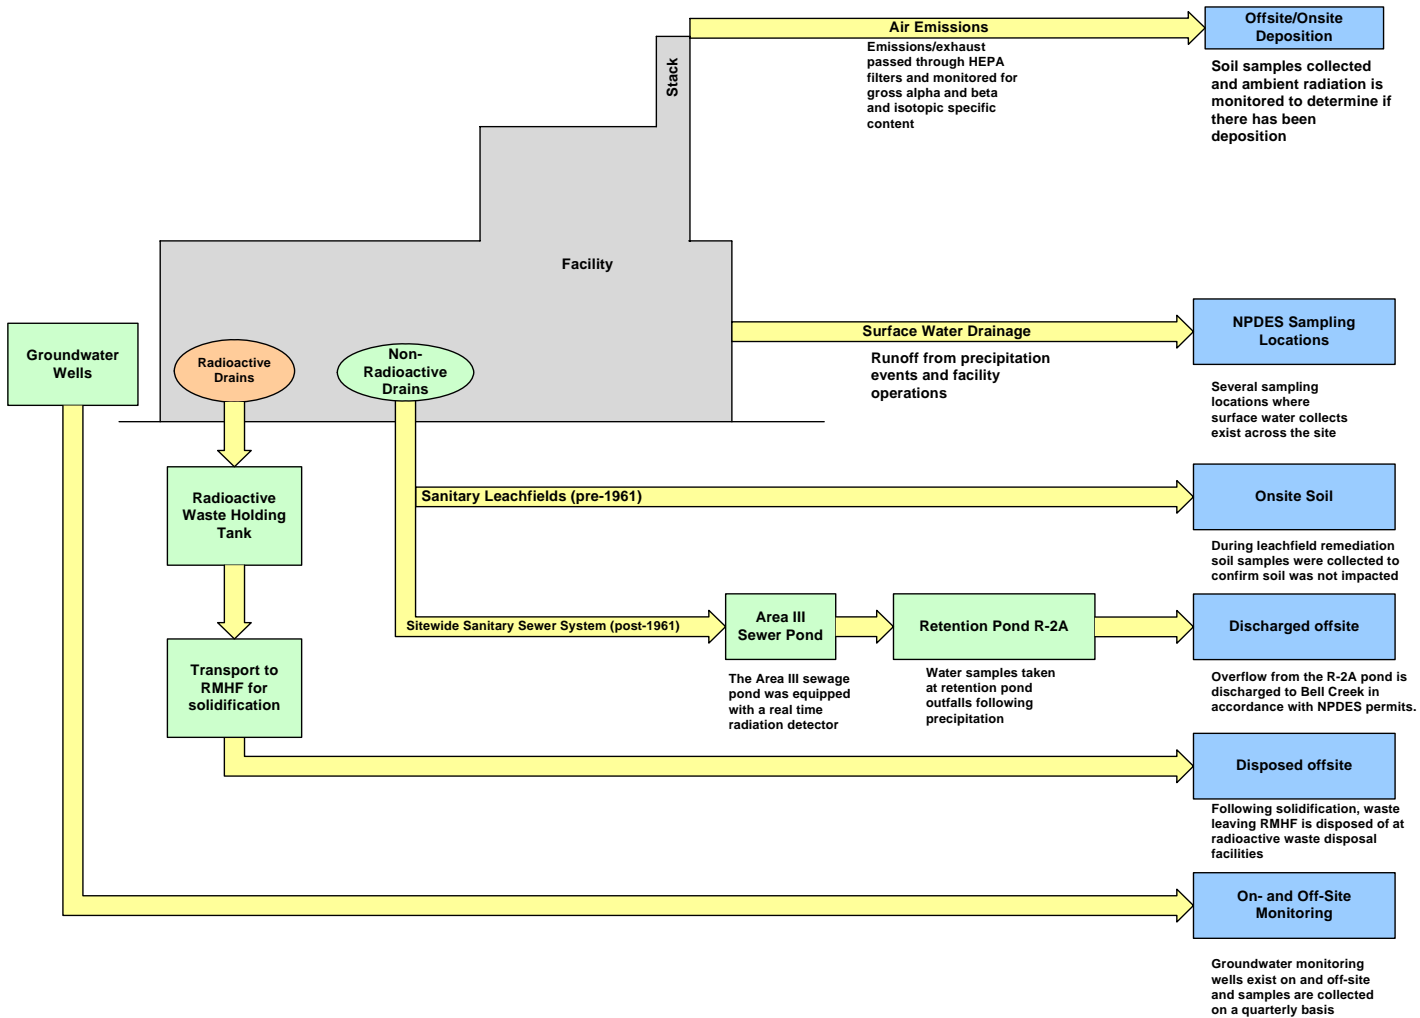 Air Emissions
Emissions/exhaust
passed through HEPA
filters and monitored for
gross alpha and beta
and isotopic specific
content
Offsite/Onsite
Deposition
Soil samples collected
and ambient radiation is
monitored to determine if
there has been
deposition
Stack
Facility
Groundwater
Wells
Radioactive
Drains
Non-
Radioactive
Drains
Surface Water Drainage
Runoff from precipitation
events and facility
operations
NPDES Sampling
Locations
Several sampling
locations where
surface water collects
exist across the site
Radioactive
Waste Holding
Tank
Sanitary Leachfields (pre-1961)
Onsite Soil
During leachfield remediation
soil samples were collected to
confirm soil was not impacted
Sitewide Sanitary Sewer System (post-1961)
Area III
Sewer Pond
The Area III sewage
pond was equipped
with a real time
radiation detector
Retention Pond R-2A
Water samples taken
at retention pond
outfalls following
precipitation
Discharged offsite
Overflow from the R-2A pond is
discharged to Bell Creek in
accordance with NPDES permits.
Transport to
RMHF for
solidification
Disposed offsite
Following solidification, waste
leaving RMHF is disposed of at
radioactive waste disposal
facilities
On- and Off-Site
Monitoring
Groundwater monitoring
wells exist on and off-site
and samples are collected
on a quarterly basis